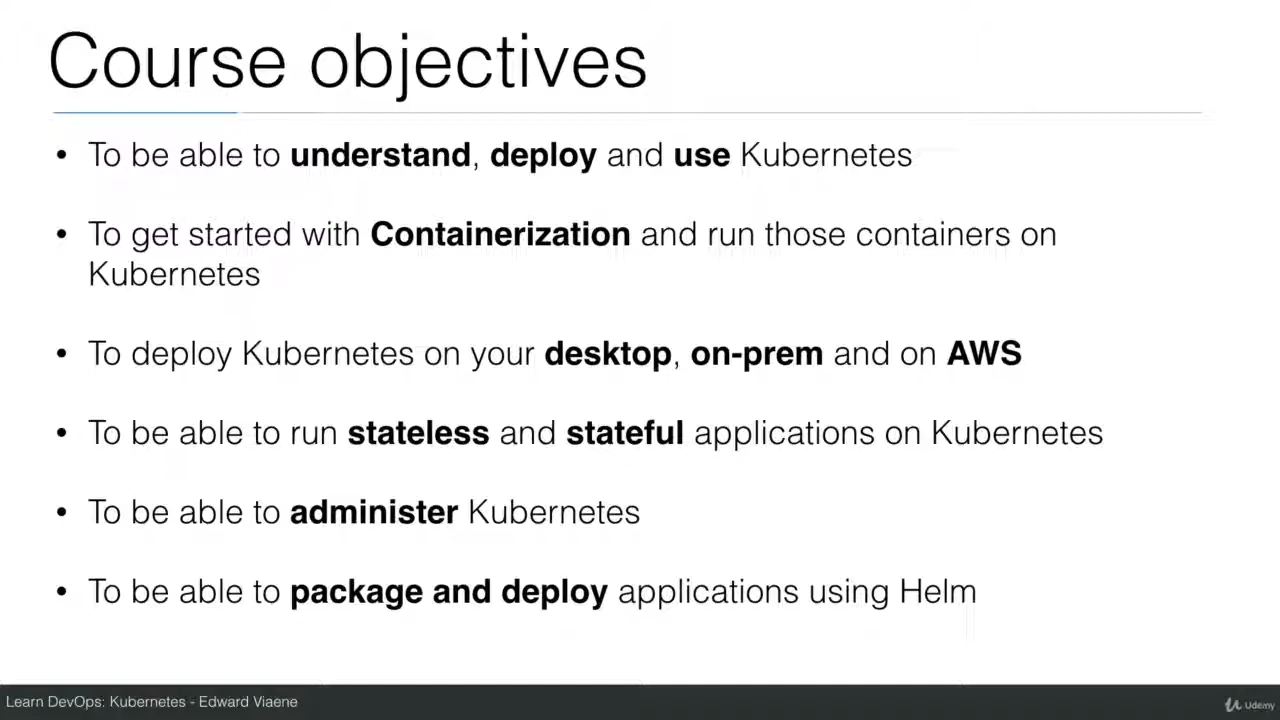 Course objectives
• To be able to understand, deploy and use Kubernetes
• To get started with Containerization and run those containers on
Kubernetes
• To deploy Kubernetes on your desktop, on-prem and on AWS
• To be able to run stateless and stateful applications on Kubernetes
• To be able to administer Kubernetes
• To be able to package and deploy applications using Helm
Learn DevOps: Kubernetes - Edward Viaene
Udemy